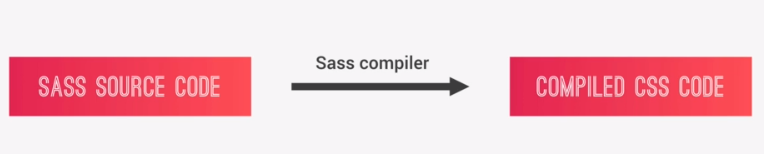 Sass compiler
SASS SOURCE CODE
COMPILED CSS CODE